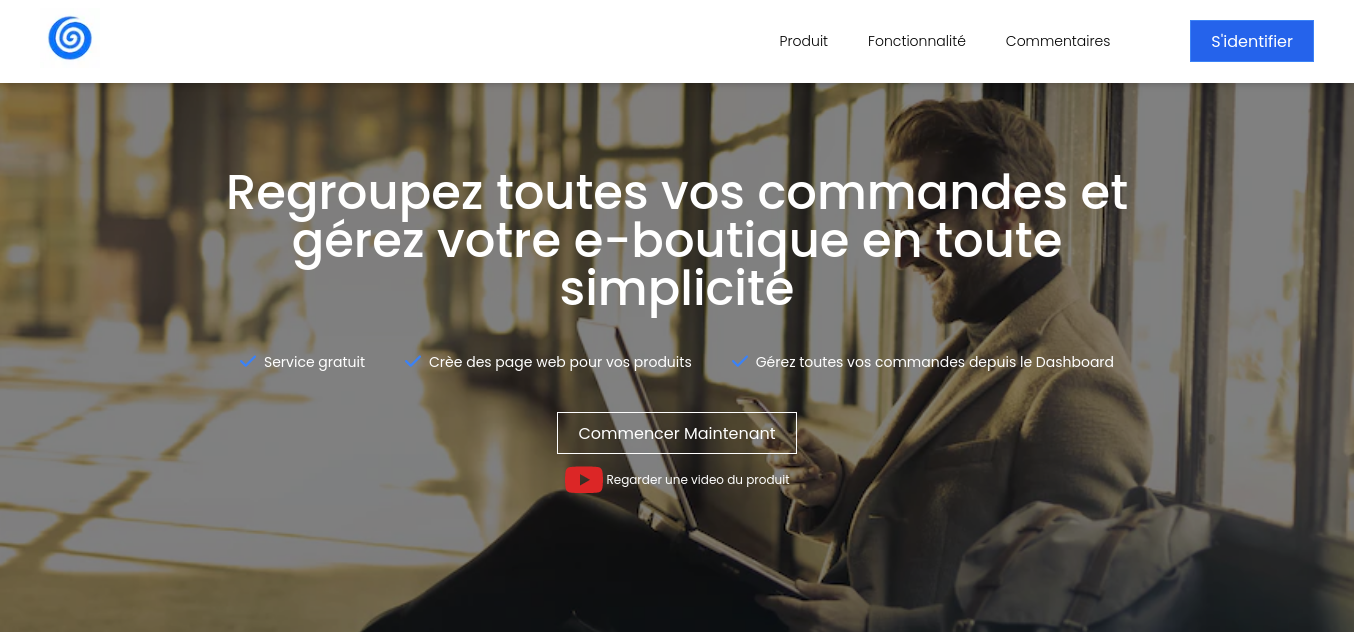 Produit Fonctionnalité Commentaires S'identifier
Regroupez toutes vos commandes et
gérez votre e-boutique en toute
simplicité
Service gratuit Crèe des page web pour vos produits Gérez toutes vos commandes depuis le Dashboard
Commencer Maintenant
Regarder une video du produit